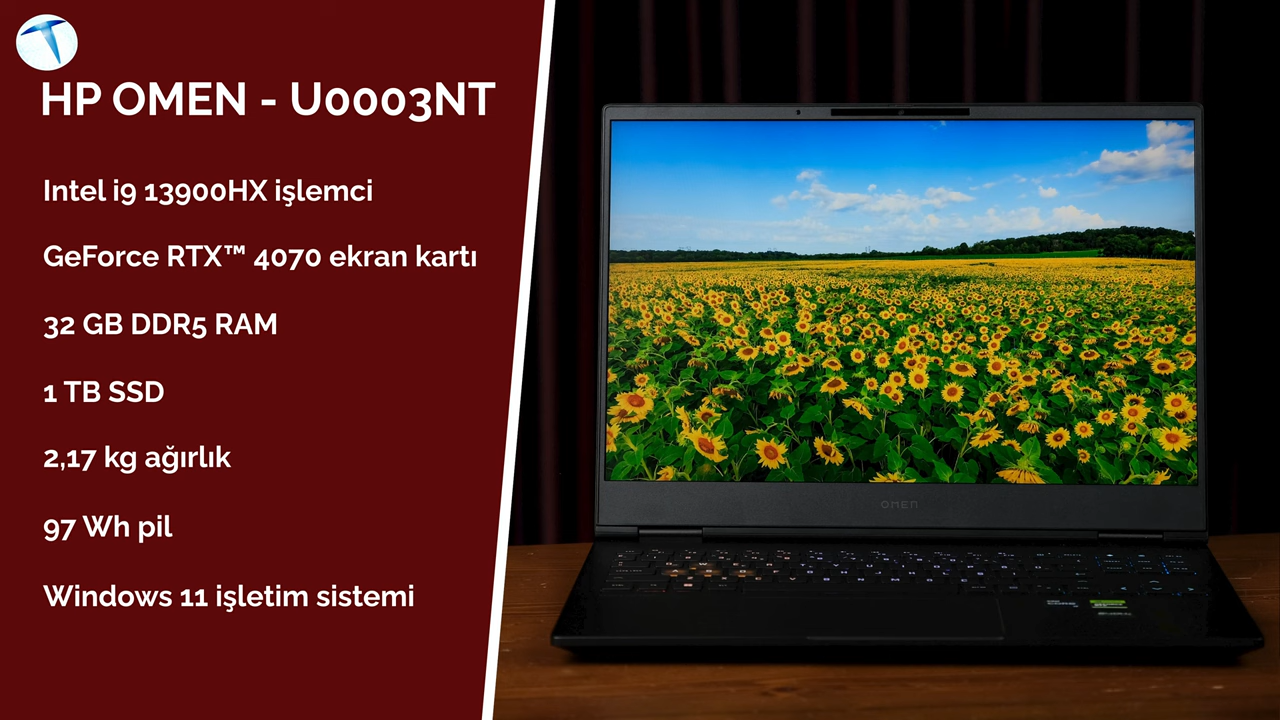 HP OMEN - U0003NT
Intel i9 13900HX işlemci
GeForce RTX™ 4070 ekran kartı
32 GB DDR5 RAM
1 TB SSD
2,17 kg ağırlık
97 Wh pil
Windows 11 işletim sistemi
OMEN